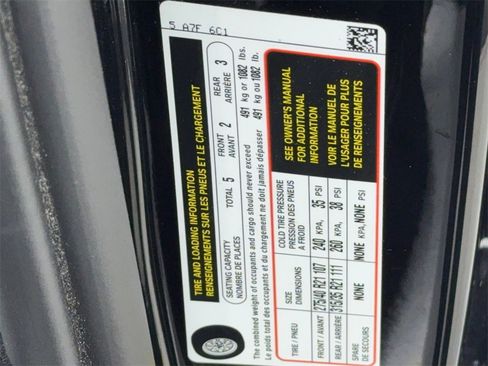 5 A7F 6C1
TIRE AND LOADING INFORMATION
RENSEIGNEMENTS SUR LES PNEUS ET LE CHARGEMENT
SEATING CAPACITY
NOMBRE DE PLACES
TOTAL 5
FRONT
AVANT 2
REAR
ARRIÈRE 3
The combined weight of occupants and cargo should never exceed 491 kg or 1082 lbs.
Le poids total des occupants et du chargement ne doit jamais dépasser 491 kg ou 1082 lb.
TIRE / PNEU
SIZE
DIMENSIONS
COLD TIRE PRESSURE
PRESSION DES PNEUS
A FROID
FRONT / AVANT 275/40 R21 107 240 KPA, 35 PSI
REAR / ARRIÈRE 315/35 R21 111 260 KPA, 38 PSI
SPARE
DE SECOURS
NONE NONE KPA, NONE PSI
SEE OWNER'S MANUAL
FOR ADDITIONAL
INFORMATION
VOIR LE MANUEL DE
L'USAGER POUR PLUS
DE RENSEIGNEMENTS